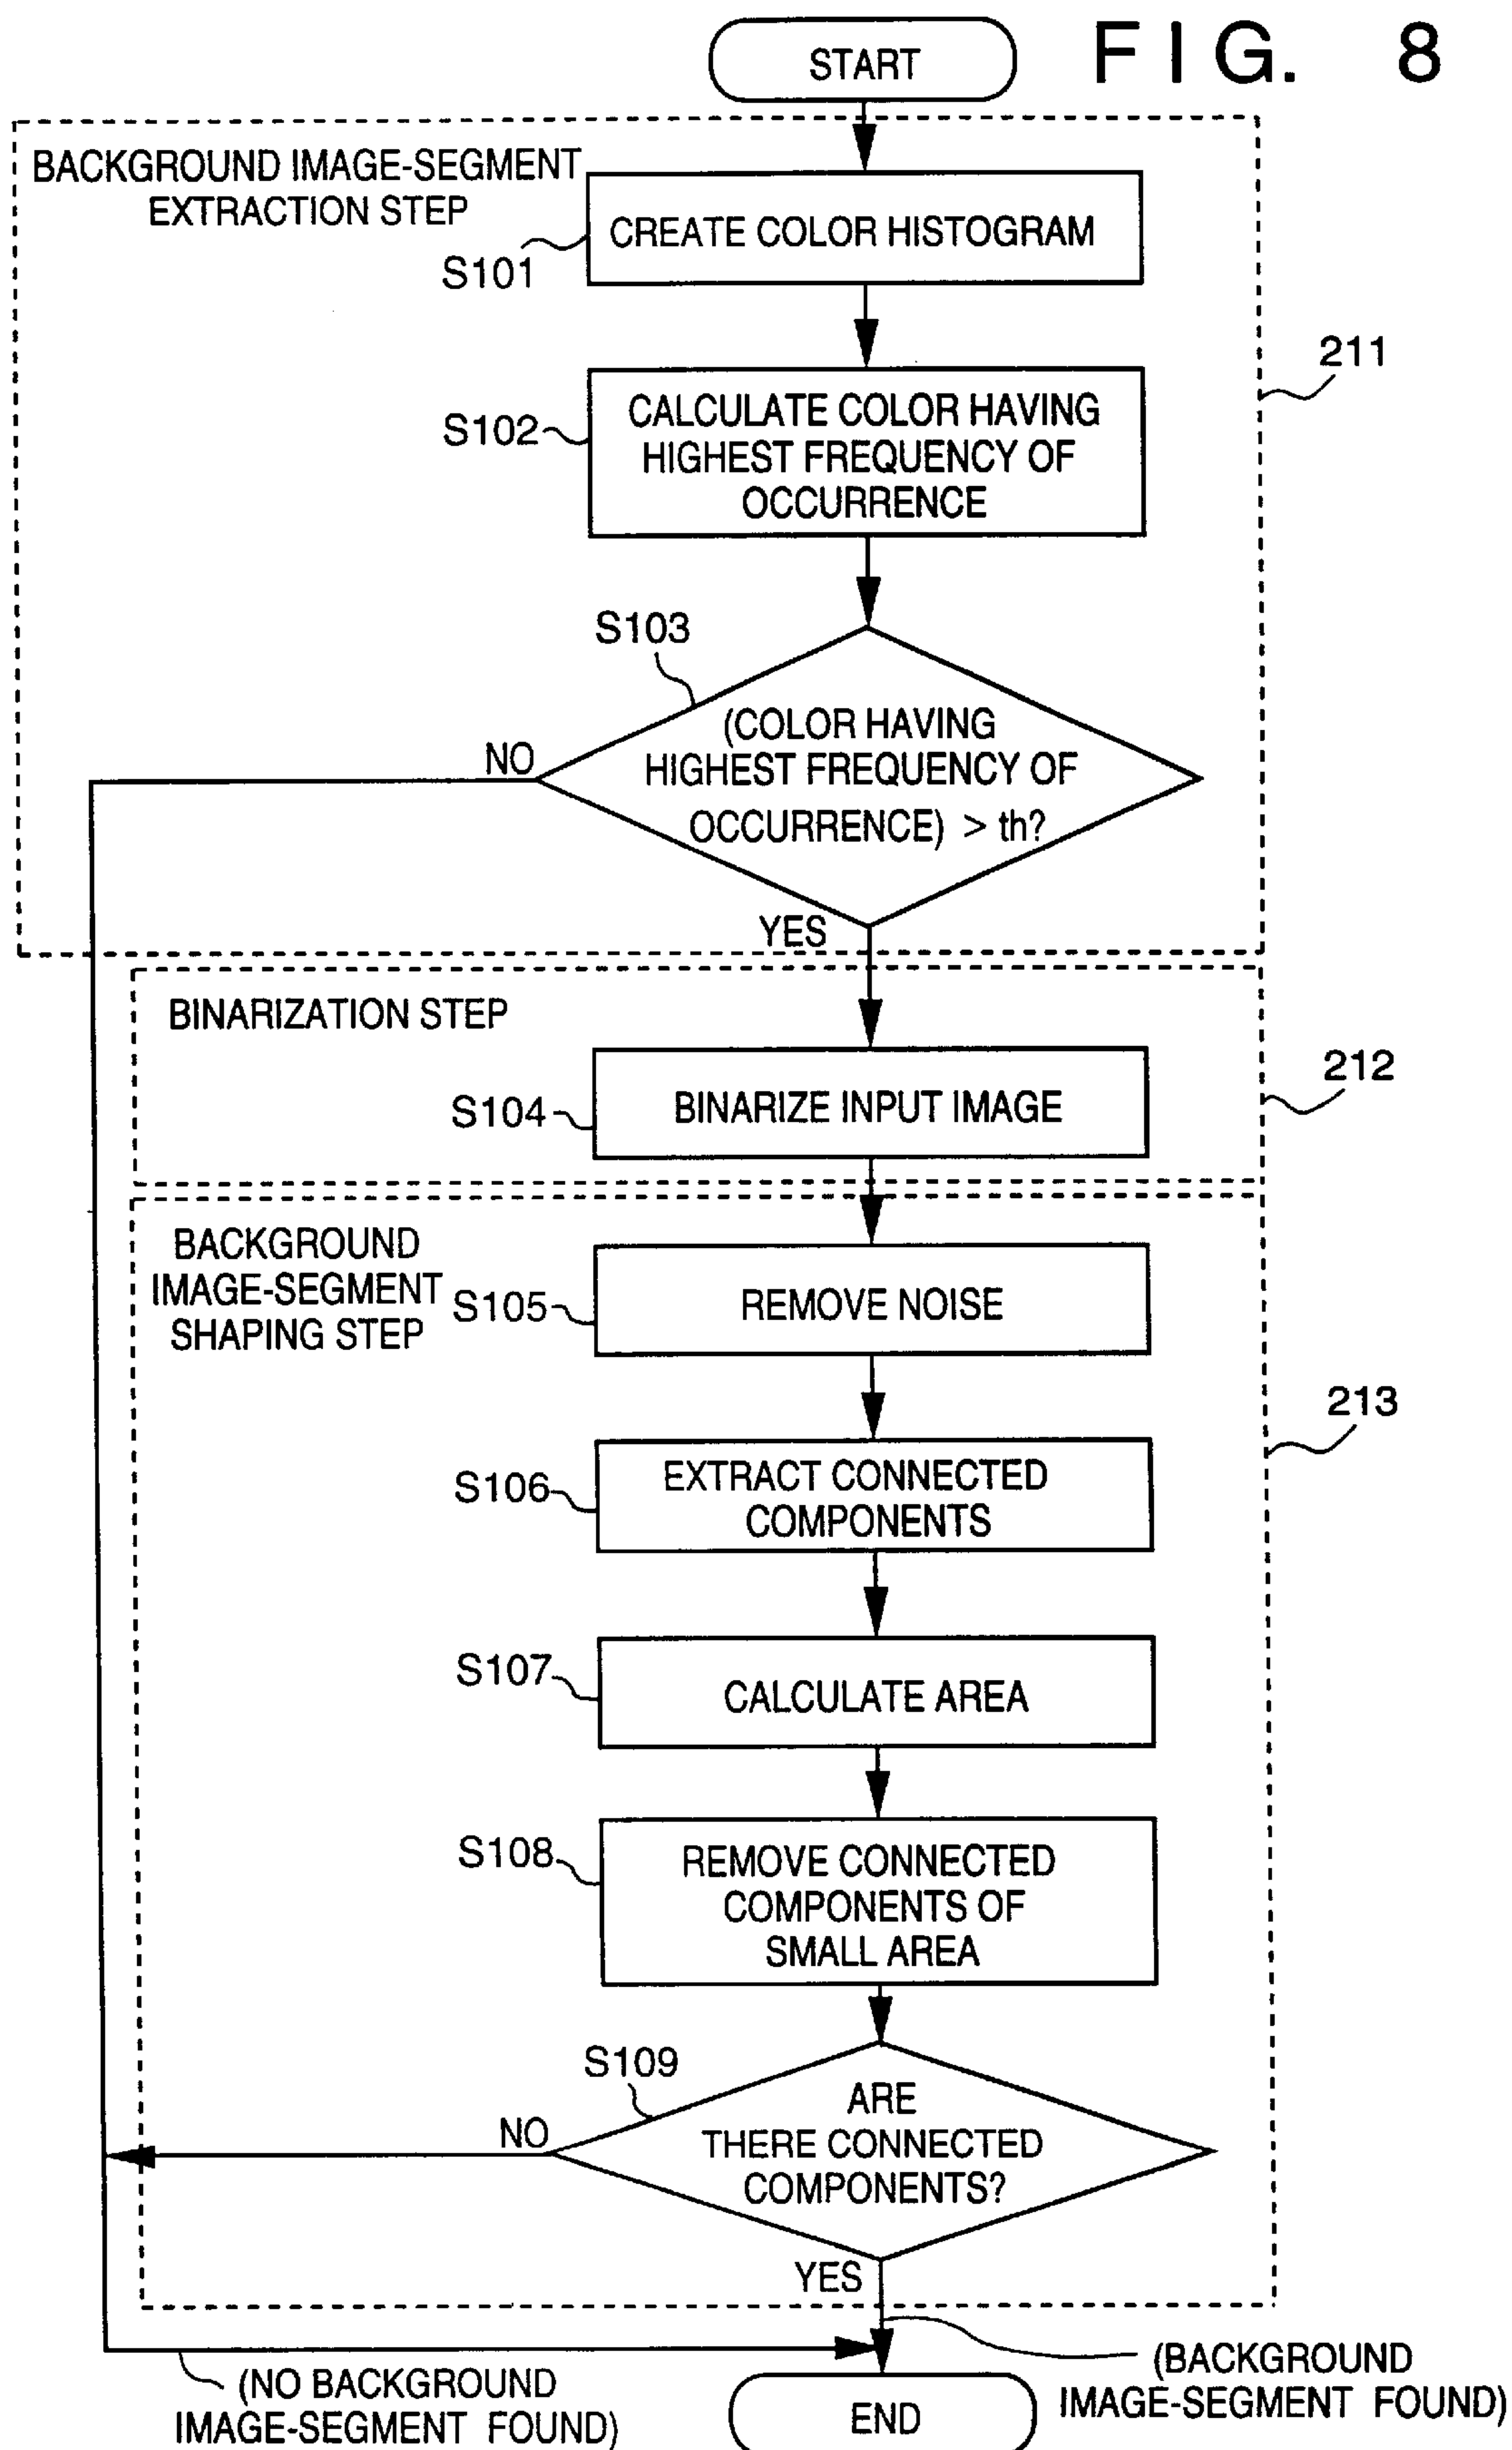 START
FIG. 8
BACKGROUND IMAGE-SEGMENT
EXTRACTION STEP
CREATE COLOR HISTOGRAM
S101
211
CALCULATE COLOR HAVING
HIGHEST FREQUENCY OF
OCCURRENCE
S102
S103
(COLOR HAVING
HIGHEST FREQUENCY OF
OCCURRENCE) > th?
NO
YES
BINARIZATION STEP
212
BINARIZE INPUT IMAGE
S104
BACKGROUND
IMAGE-SEGMENT
SHAPING STEP
S105
REMOVE NOISE
213
EXTRACT CONNECTED
COMPONENTS
S106
S107
CALCULATE AREA
S108
REMOVE CONNECTED
COMPONENTS OF
SMALL AREA
S109
ARE
THERE CONNECTED
COMPONENTS?
NO
YES
(NO BACKGROUND
IMAGE-SEGMENT FOUND)
(BACKGROUND
IMAGE-SEGMENT FOUND)
END